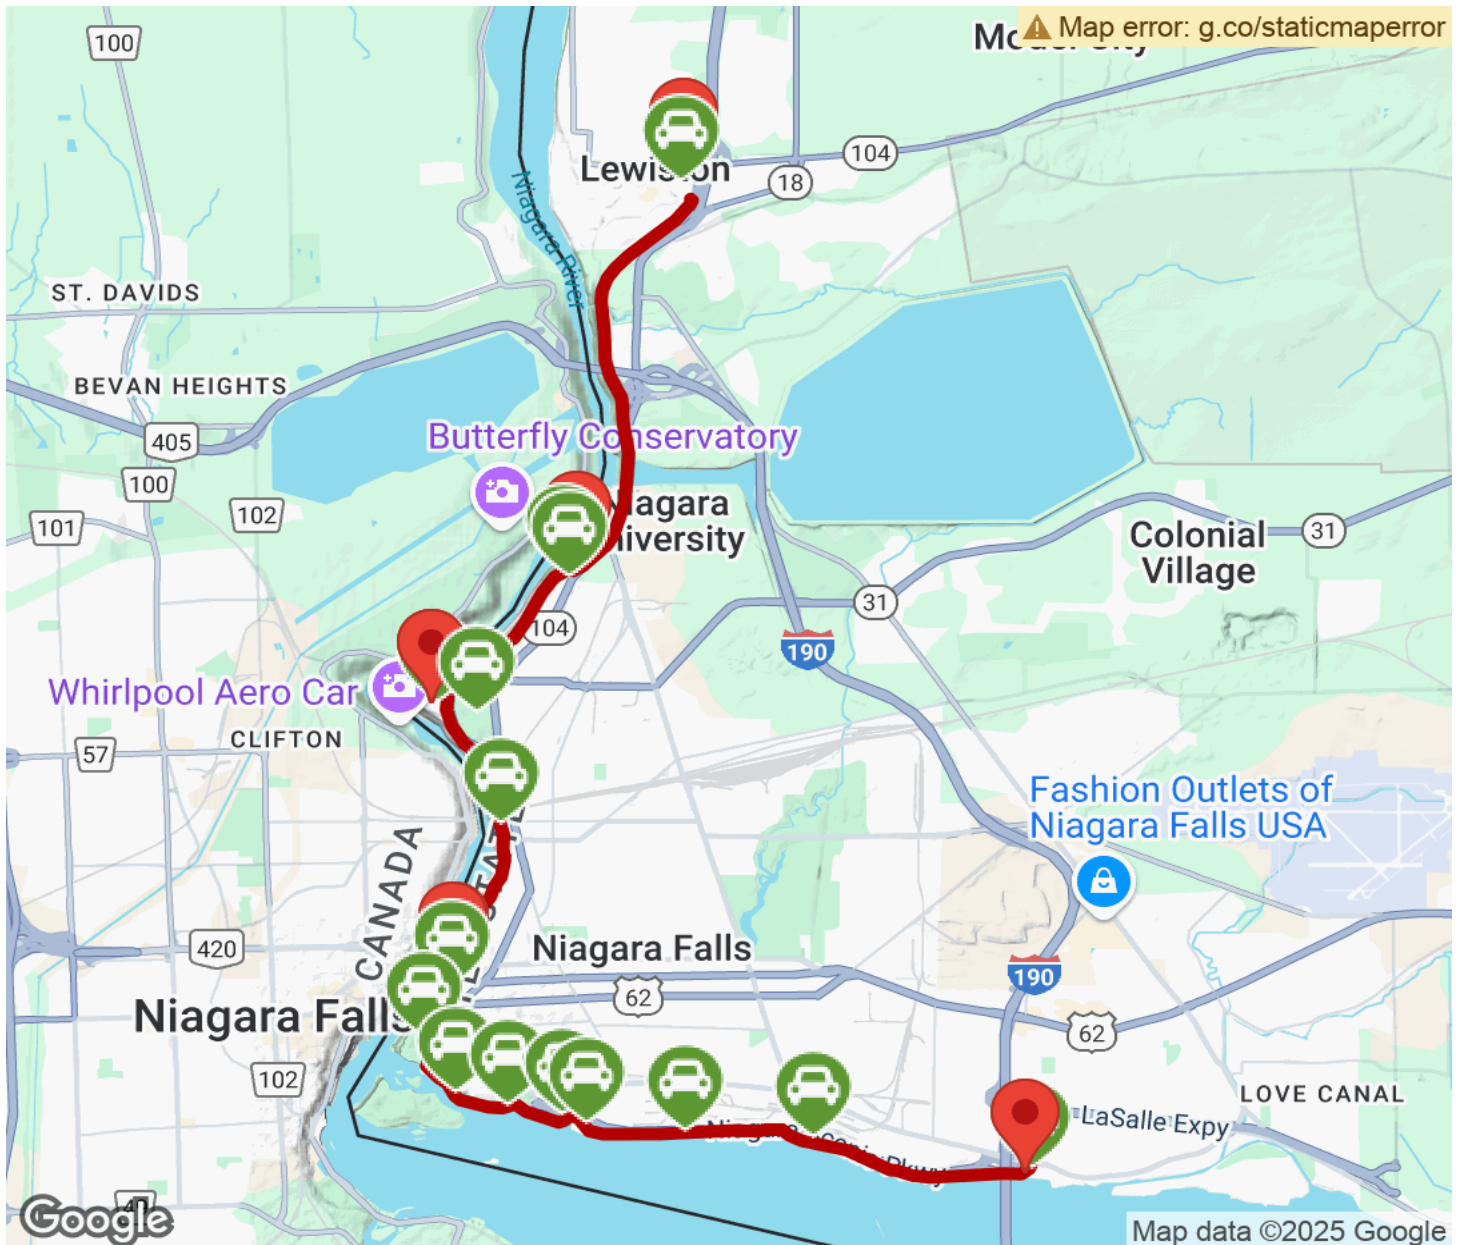 Map error: g.co/staticmaperror
100
104
Lewiston
18
Niagara River
ST. DAVIDS
BEVAN HEIGHTS
405
Butterfly Conservatory
100
102
101
Niagara
University
Colonial
Village
31
31
104
190
Whirlpool Aero Car
CLIFTON
57
Fashion Outlets of
Niagara Falls USA
CANADA
420
Niagara Falls
190
62
62
Niagara Falls
102
LOVE CANAL
LaSalle Expy
Google
Map data ©2025 Google